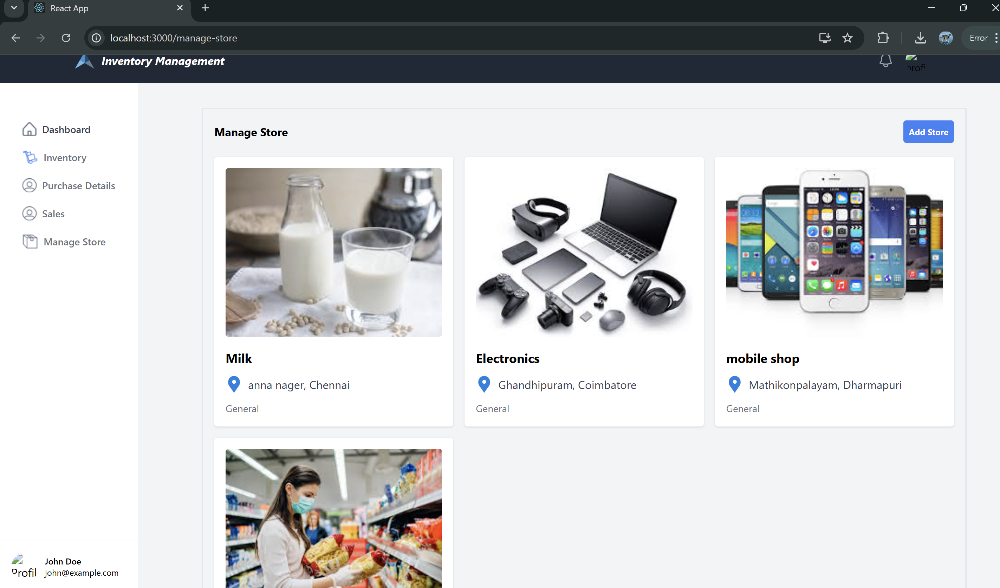 React App
localhost:3000/manage-store
Error
Inventory Management
Dashboard
Inventory
Purchase Details
Sales
Manage Store
Manage Store
Add Store
Milk
anna nager, Chennai
General
Electronics
Ghandhipuram, Coimbatore
General
mobile shop
Mathikonpalayam, Dharmapuri
General
08:13
John Doe
john@example.com
Profil